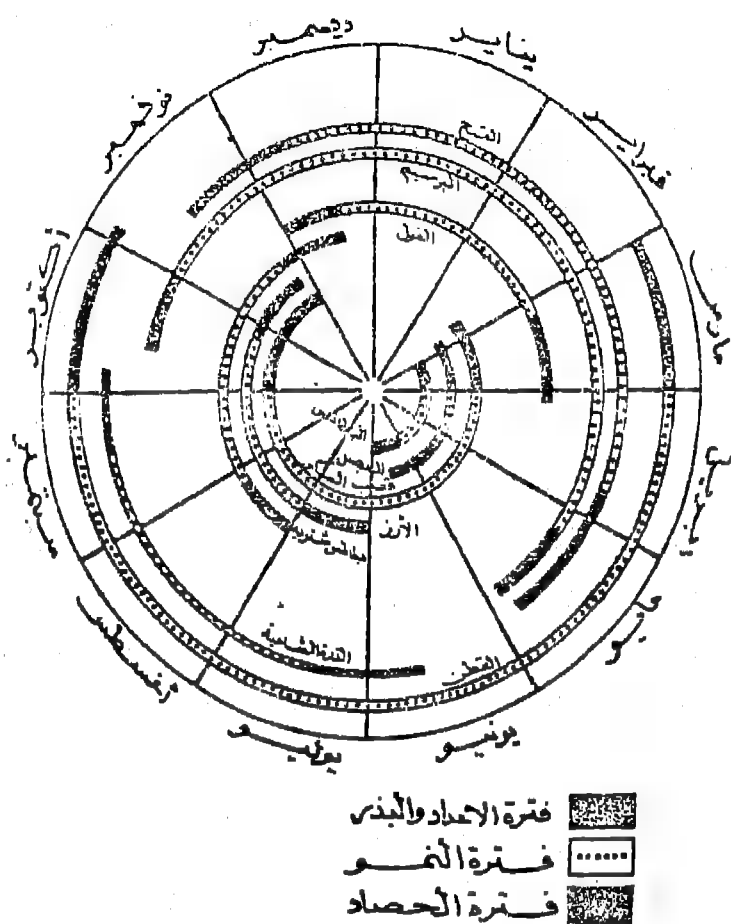 يناير
فبراير
مارس
مايو
يونيو
يوليو
أغسطس
سبتمبر
أكتوبر
نوفمبر
ديسمبر
القمح
البرسيم
الفول
الأرز
الذرة الشامية
القطن
فترة الاعداد والبذر
فترة النمو
فترة الحصاد